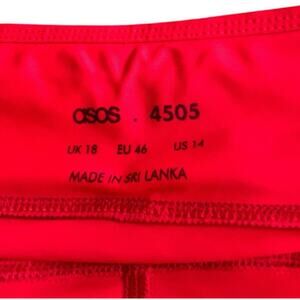 asos . 4505
UK 18 EU 46 US 14
MADE IN SRI LANKA